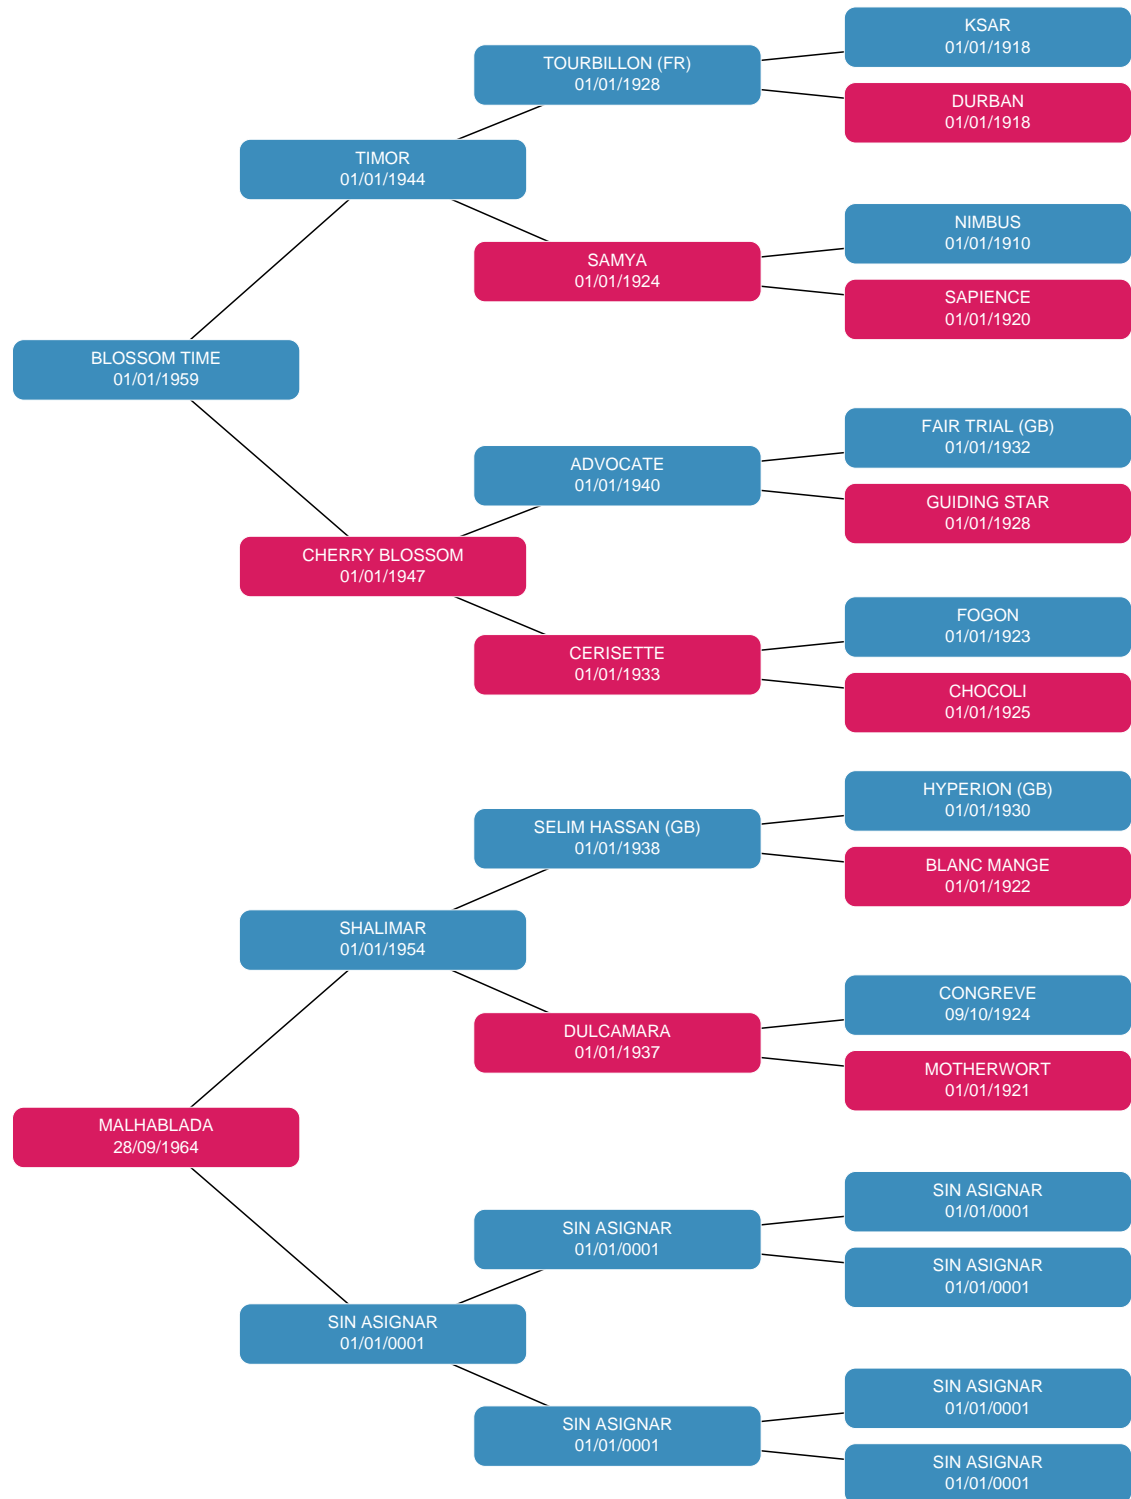 KSAR
01/01/1918
TOURBILLON (FR)
01/01/1928
DURBAN
01/01/1918
TIMOR
01/01/1944
NIMBUS
01/01/1910
SAMYA
01/01/1924
SAPIENCE
01/01/1920
BLOSSOM TIME
01/01/1959
FAIR TRIAL (GB)
01/01/1932
ADVOCATE
01/01/1940
GUIDING STAR
01/01/1928
CHERRY BLOSSOM
01/01/1947
FOGON
01/01/1923
CERISETTE
01/01/1933
CHOCOLI
01/01/1925
HYPERION (GB)
01/01/1930
SELIM HASSAN (GB)
01/01/1938
BLANC MANGE
01/01/1922
SHALIMAR
01/01/1954
CONGREVE
09/10/1924
DULCAMARA
01/01/1937
MOTHERWORT
01/01/1921
MALHABLADA
28/09/1964
SIN ASIGNAR
01/01/0001
SIN ASIGNAR
01/01/0001
SIN ASIGNAR
01/01/0001
SIN ASIGNAR
01/01/0001
SIN ASIGNAR
01/01/0001
SIN ASIGNAR
01/01/0001
SIN ASIGNAR
01/01/0001